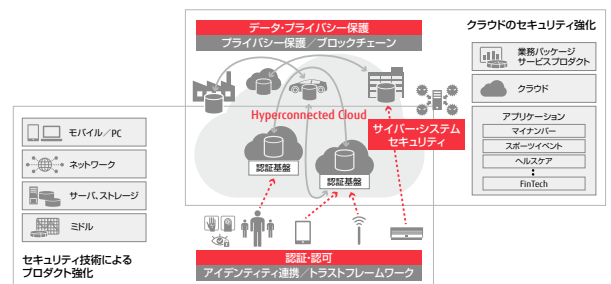 データ・プライバシー保護
プライバシー保護／ブロックチェーン
クラウドのセキュリティ強化
業務パッケージ
サービスプロダクト
クラウド
アプリケーション
マイナンバー
スポーツイベント
ヘルスケア
FinTech
Hyperconnected Cloud
サイバー・システム
セキュリティ
認証基盤
認証基盤
モバイル／PC
ネットワーク
サーバ、ストレージ
ミドル
セキュリティ技術による
プロダクト強化
認証・認可
アイデンティティ連携／トラストフレームワーク